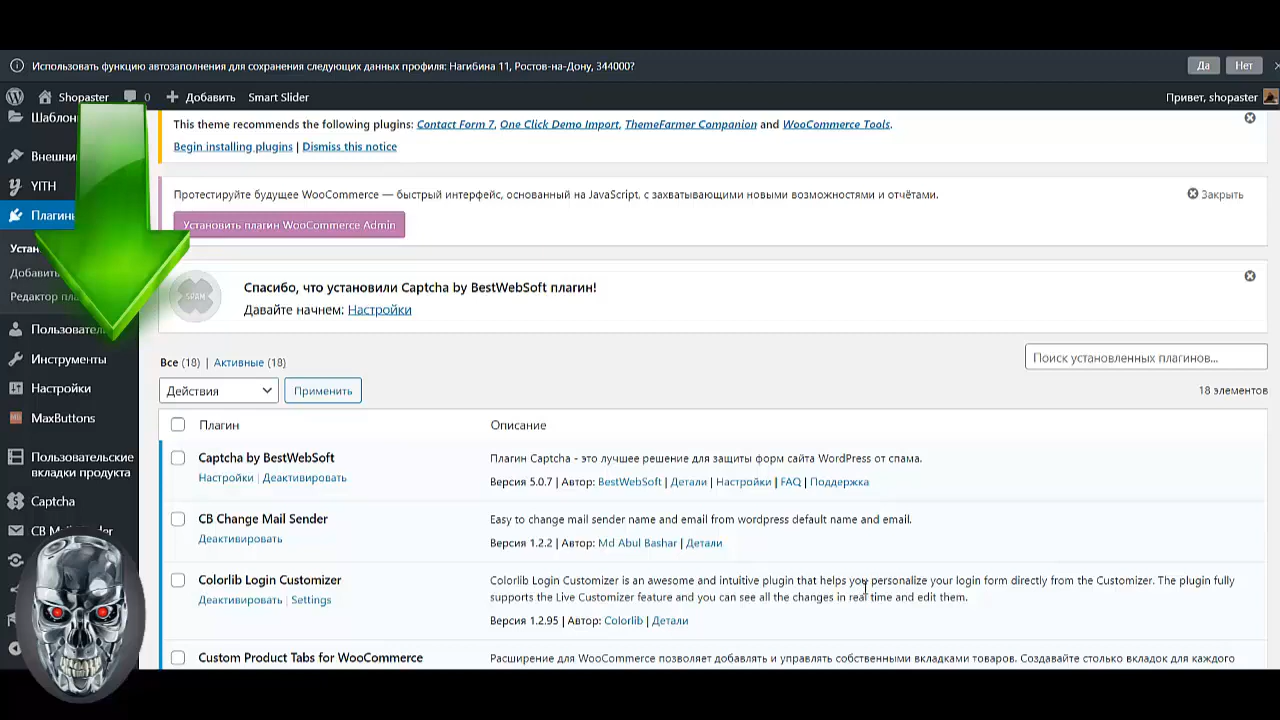 Использовать функцию автозаполнения для сохранения следующих данных профиля: Нагибина 11, Ростов-на-Дону, 344000?
Да
Нет
Shopaster
0
Добавить
Smart Slider
Привет, shopaster
YITH
Пользовател
Инструменты
Настройки
MaxButtons
Пользовательские
вкладки продукта
Captcha
This theme recommends the following plugins: Contact Form 7, One Click Demo Import, ThemeFarmer Companion and WooCommerce Tools.
Begin installing plugins | Dismiss this notice
Протестируйте будущее WooCommerce — быстрый интерфейс, основанный на JavaScript, с захватывающими новыми возможностями и отчётами.
Закрыть
Установить плагин WooCommerce Admin
SPAM
Спасибо, что установили Captcha by BestWebSoft плагин!
Давайте начнем: Настройки
Все (18) | Активные (18)
Поиск установленных плагинов...
Действия
Применить
18 элементов
Плагин
Описание
Captcha by BestWebSoft
Настройки | Деактивировать
Плагин Captcha - это лучшее решение для защиты форм сайта WordPress от спама.
Версия 5.0.7 | Автор: BestWebSoft | Детали | Настройки | FAQ | Поддержка
CB Change Mail Sender
Деактивировать
Easy to change mail sender name and email from wordpress default name and email.
Версия 1.2.2 | Автор: Md Abul Bashar | Детали
Colorlib Login Customizer
Деактивировать | Settings
Colorlib Login Customizer is an awesome and intuitive plugin that helps you personalize your login form directly from the Customizer. The plugin fully
supports the Live Customizer feature and you can see all the changes in real time and edit them.
Версия 1.2.95 | Автор: Colorlib | Детали
Custom Product Tabs for WooCommerce
Расширение для WooCommerce позволяет добавлять и управлять собственными вкладками товаров. Создавайте столько вкладок для каждого